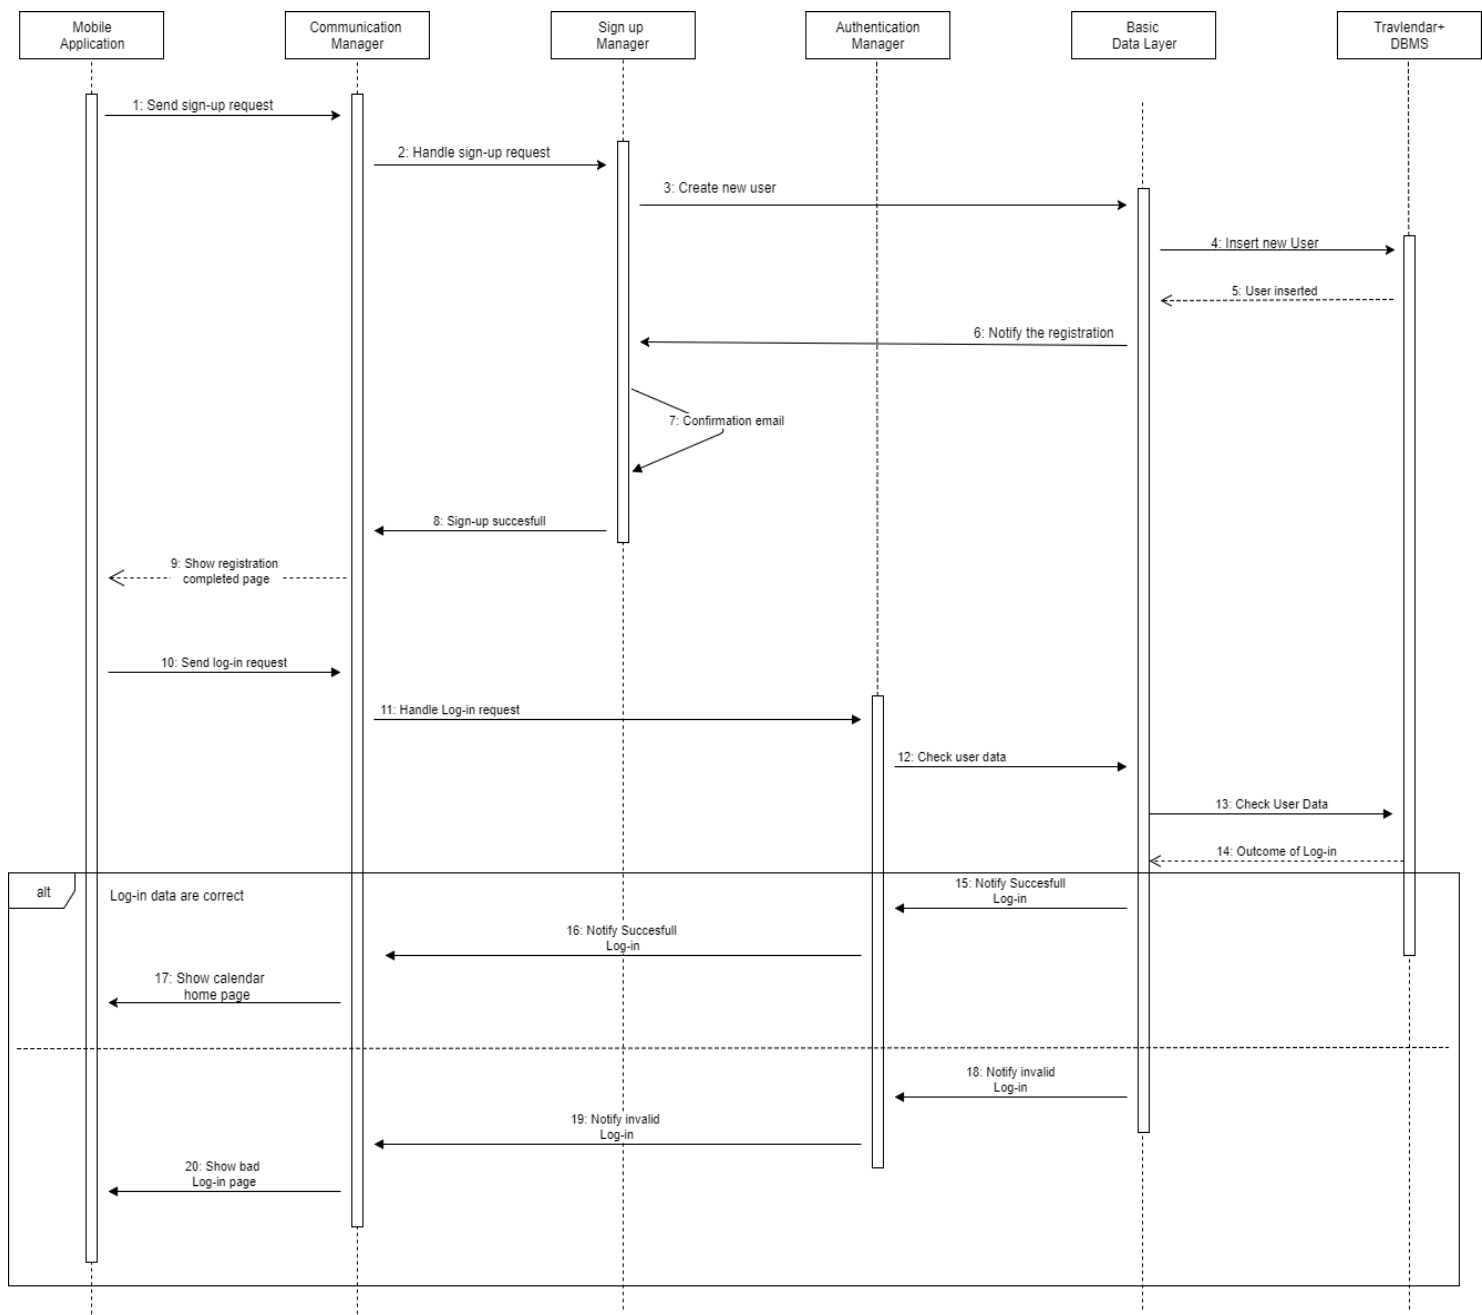 Mobile
Application
Communication
Manager
Sign up
Manager
Authentication
Manager
Basic
Data Layer
Travlendar+
DBMS
1: Send sign-up request
2: Handle sign-up request
3: Create new user
4: Insert new User
5: User inserted
6: Notify the registration
7: Confirmation email
8: Sign-up succesfull
9: Show registration
completed page
10: Send log-in request
11: Handle Log-in request
12: Check user data
13: Check User Data
14: Outcome of Log-in
alt
Log-in data are correct
15: Notify Succesfull
Log-in
16: Notify Succesfull
Log-in
17: Show calendar
home page
18: Notify invalid
Log-in
19: Notify invalid
Log-in
20: Show bad
Log-in page